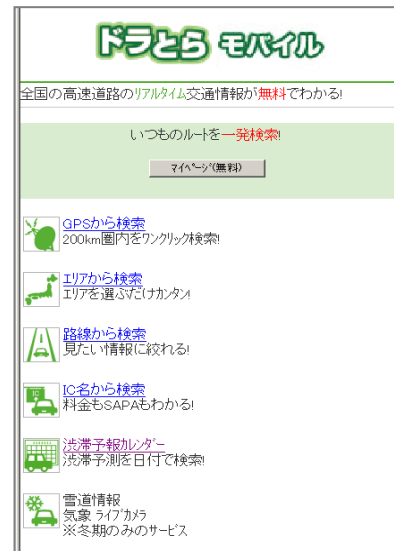 ドラとら モバイル
全国の高速道路のﾘｱﾙﾀｲﾑ交通情報が無料でわかる!
いつものﾙｰﾄを一発検索!
ﾏｲﾍﾟｰｼﾞ(無料)
GPSから検索
200km圏内をﾜﾝｸﾘｯｸ検索!
ｴﾘｱから検索
ｴﾘｱを選ぶだけｶﾝﾀﾝ!
路線から検索
見たい情報に絞れる!
IC
IC名から検索
料金もSAPAもわかる!
渋滞予報ｶﾚﾝﾀﾞｰ
渋滞予測を日付で検索!
雪道情報
気象 ﾗｲﾌﾞｶﾒﾗ
※冬期のみのサービス